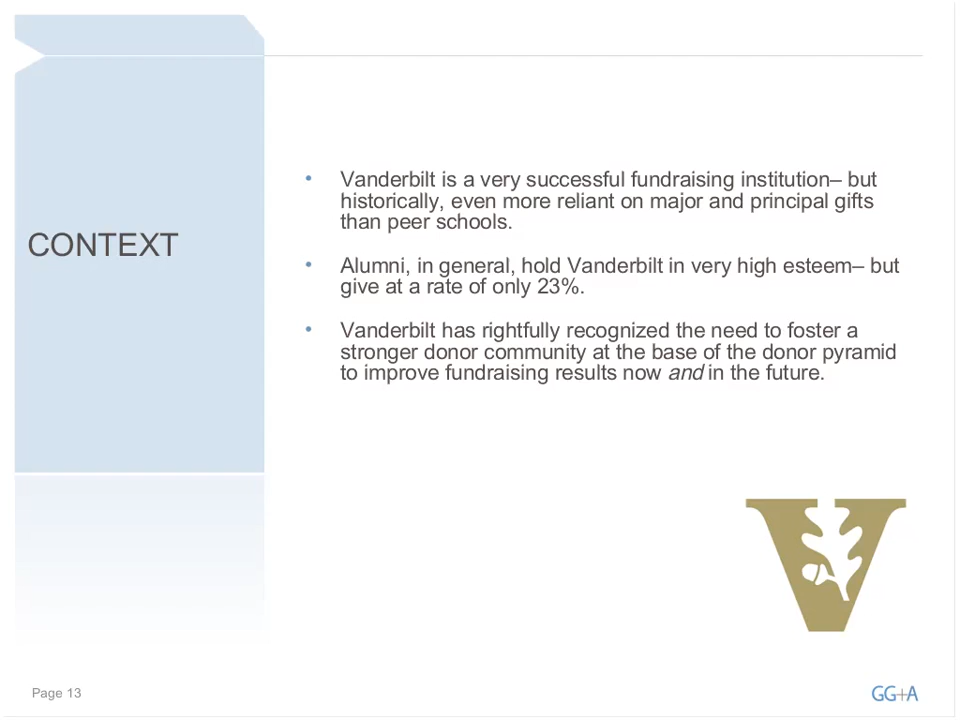 CONTEXT
• Vanderbilt is a very successful fundraising institution– but
historically, even more reliant on major and principal gifts
than peer schools.
• Alumni, in general, hold Vanderbilt in very high esteem– but
give at a rate of only 23%.
• Vanderbilt has rightfully recognized the need to foster a
stronger donor community at the base of the donor pyramid
to improve fundraising results now and in the future.
V
Page 13
GG+A